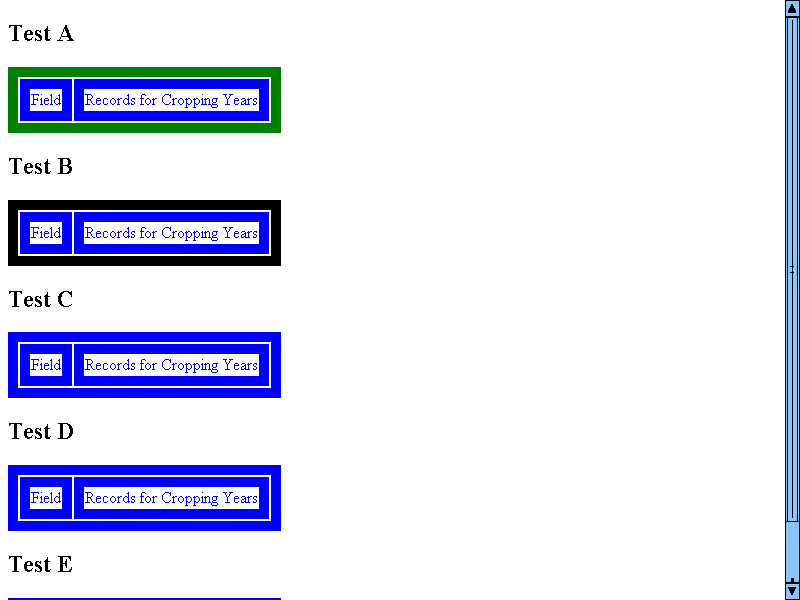 Test A
Field Records for Cropping Years
Test B
Field Records for Cropping Years
Test C
Field Records for Cropping Years
Test D
Field Records for Cropping Years
Test E